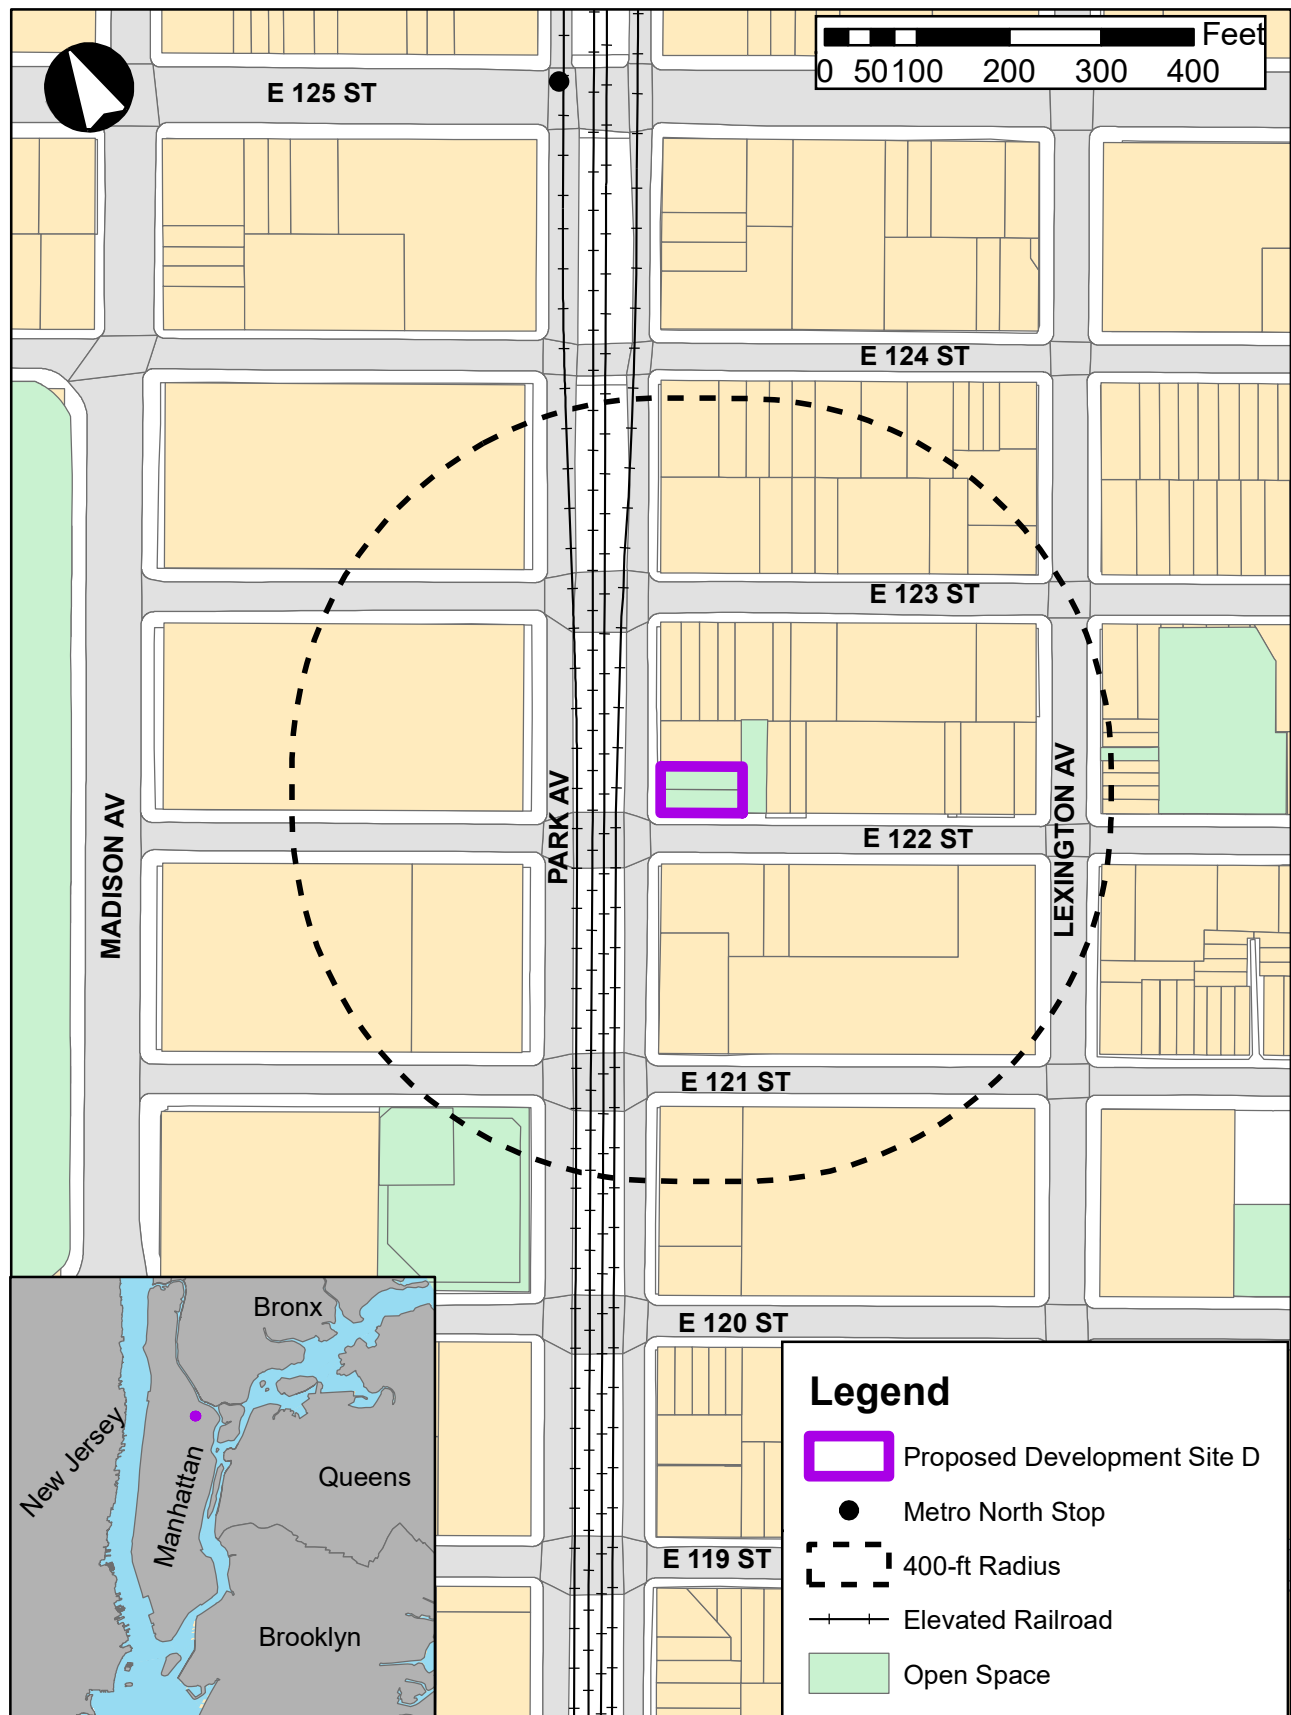 Feet
0 50 100 200 300 400
E 125 ST
E 124 ST
E 123 ST
MADISON AV
PARK AV
LEXINGTON AV
E 122 ST
E 121 ST
E 120 ST
E 119 ST
Bronx
New Jersey
Manhattan
Queens
Brooklyn
Legend
Proposed Development Site D
Metro North Stop
400-ft Radius
Elevated Railroad
Open Space